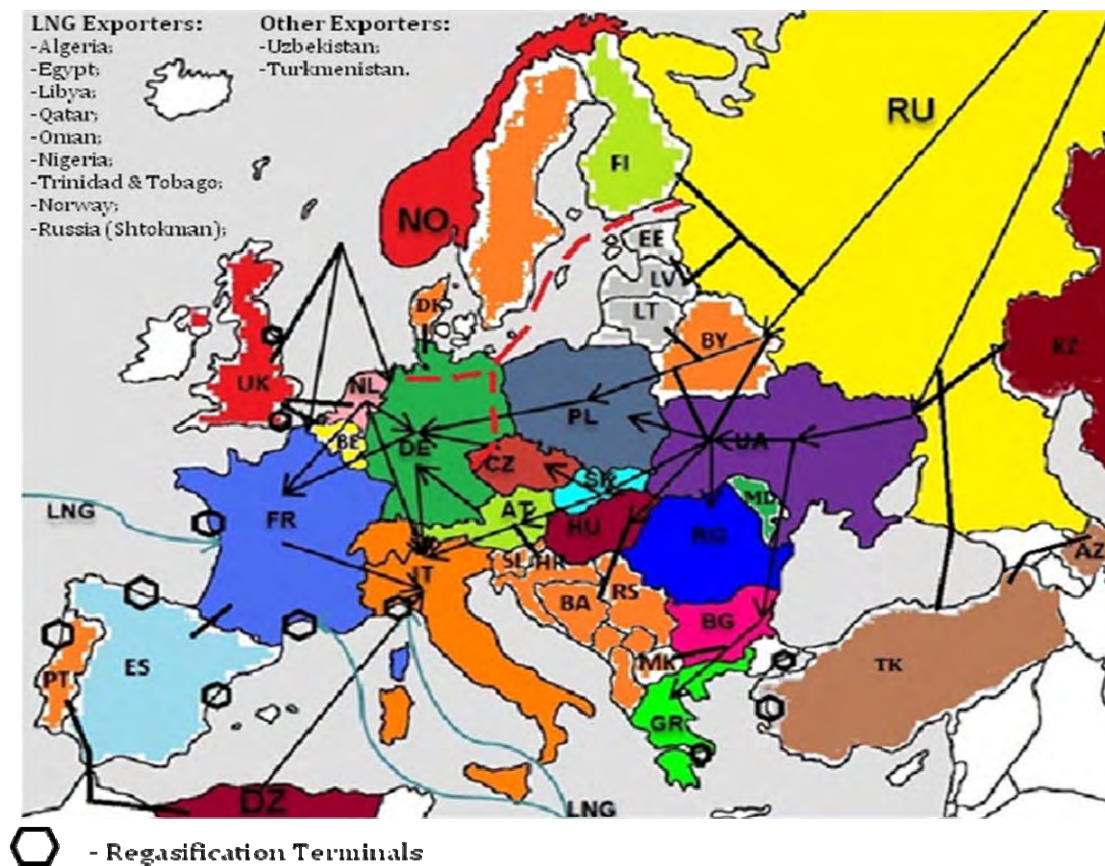 LNG Exporters:
-Algeria;
-Egypt;
-Libya;
-Qatar;
-Oman;
-Nigeria;
-Trinidad & Tobago;
-Norway;
-Russia (Shtokman);
Other Exporters:
-Uzbekistan;
-Turkmenistan.
RU
FI
NO
EE
LV
LT
DK
BY
KZ
UK
NL
PL
BE
DE
UA
CZ
SK
MD
LNG
FR
AT
HU
RO
IT
SI
HR
AZ
BA
RS
BG
ES
PT
MK
TK
GR
DZ
LNG
- Regasification Terminals